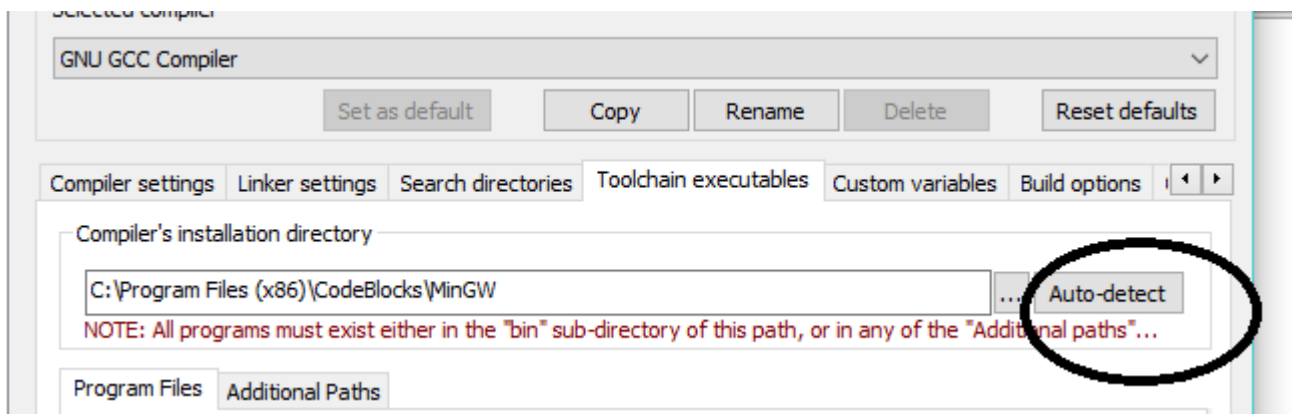 Selected compiler
GNU GCC Compiler
Set as default Copy Rename Delete Reset defaults
Compiler settings Linker settings Search directories Toolchain executables Custom variables Build options
Compiler's installation directory
C:\Program Files (x86)\CodeBlocks\MinGW ... Auto-detect
NOTE: All programs must exist either in the "bin" sub-directory of this path, or in any of the "Additional paths"...
Program Files Additional Paths